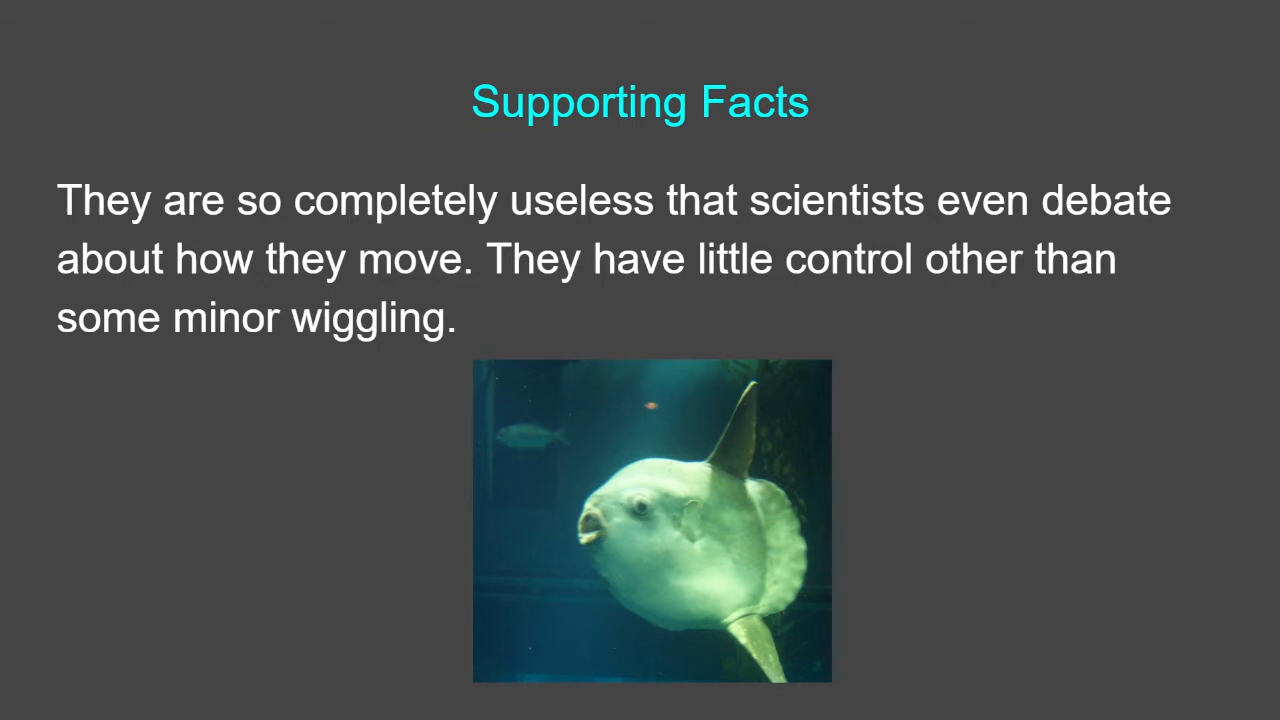 Supporting Facts
They are so completely useless that scientists even debate
about how they move. They have little control other than
some minor wiggling.